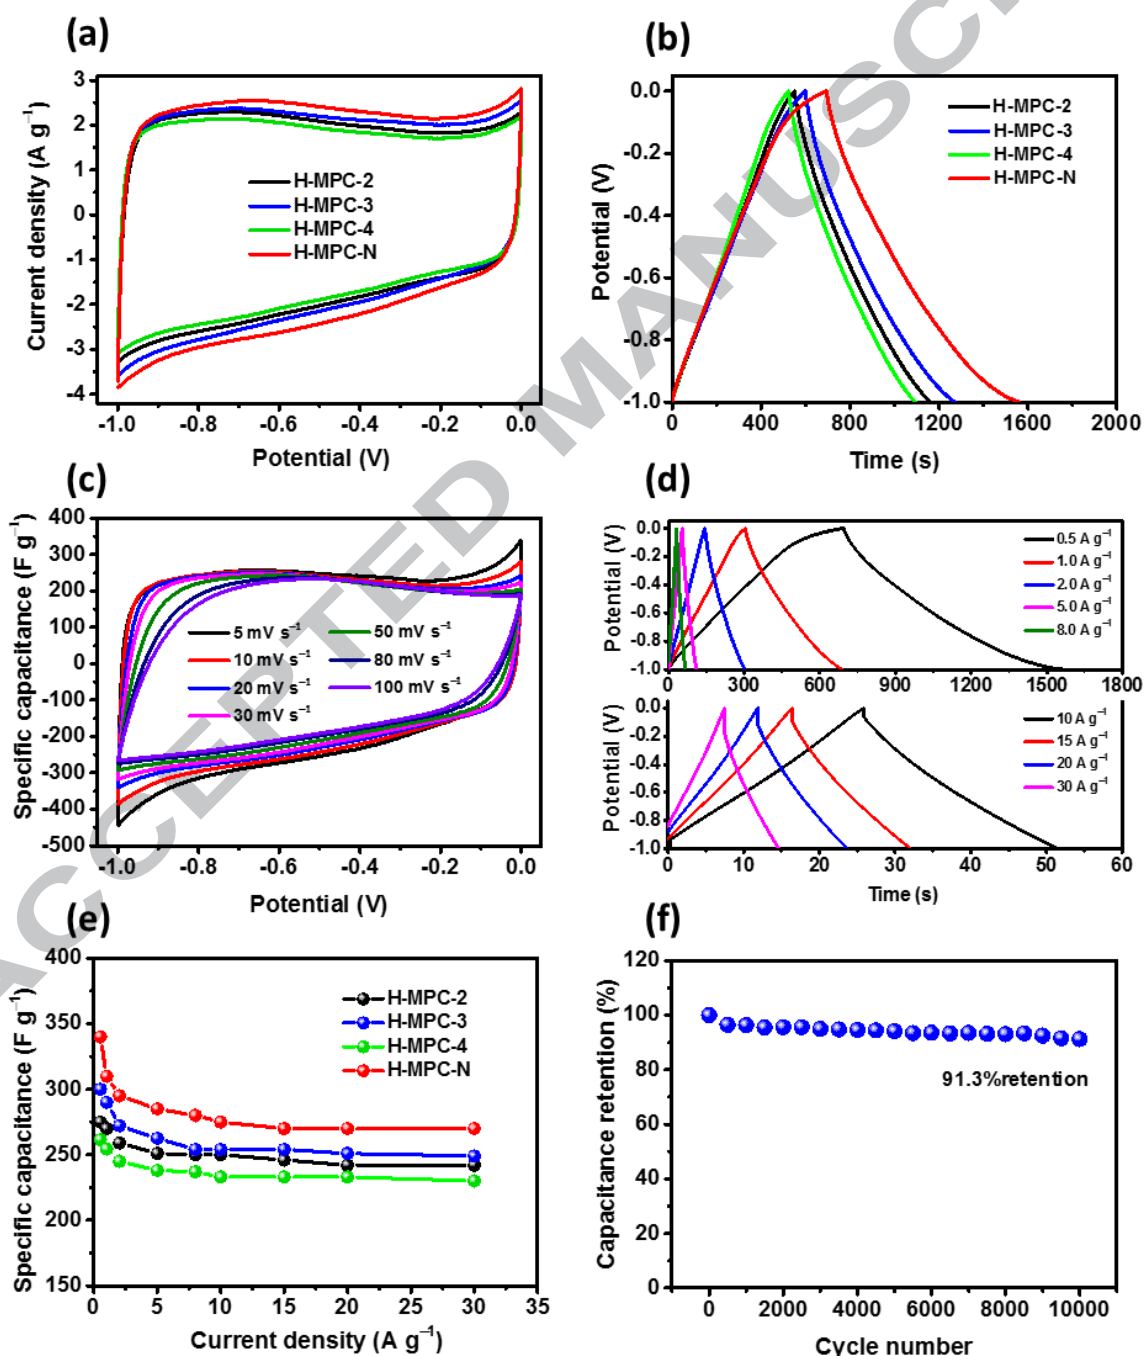 (a)
3
2
1
0
-1
-2
-3
-4
Current density (A g⁻¹)
H-MPC-2
H-MPC-3
H-MPC-4
H-MPC-N
-1.0 -0.8 -0.6 -0.4 -0.2 0.0
Potential (V)
(b)
0.0
-0.2
-0.4
-0.6
-0.8
-1.0
Potential (V)
H-MPC-2
H-MPC-3
H-MPC-4
H-MPC-N
0 400 800 1200 1600 2000
Time (s)
(c)
400
300
200
100
0
-100
-200
-300
-400
-500
Specific capacitance (F g⁻¹)
5 mV s⁻¹ 50 mV s⁻¹
10 mV s⁻¹ 80 mV s⁻¹
20 mV s⁻¹ 100 mV s⁻¹
30 mV s⁻¹
-1.0 -0.8 -0.6 -0.4 -0.2 0.0
Potential (V)
(d)
0.0
-0.2
-0.4
-0.6
-0.8
-1.0
Potential (V)
0.5 A g⁻¹
1.0 A g⁻¹
2.0 A g⁻¹
5.0 A g⁻¹
8.0 A g⁻¹
0 300 600 900 1200 1500 1800
0.0
-0.2
-0.4
-0.6
-0.8
-1.0
Potential (V)
10 A g⁻¹
15 A g⁻¹
20 A g⁻¹
30 A g⁻¹
0 10 20 30 40 50 60
Time (s)
(e)
400
350
300
250
200
150
Specific capacitance (F g⁻¹)
H-MPC-2
H-MPC-3
H-MPC-4
H-MPC-N
0 5 10 15 20 25 30 35
Current density (A g⁻¹)
(f)
120
100
80
60
40
20
0
Capacitance retention (%)
91.3%retention
0 2000 4000 6000 8000 10000
Cycle number
ACCEPTED MANUSC